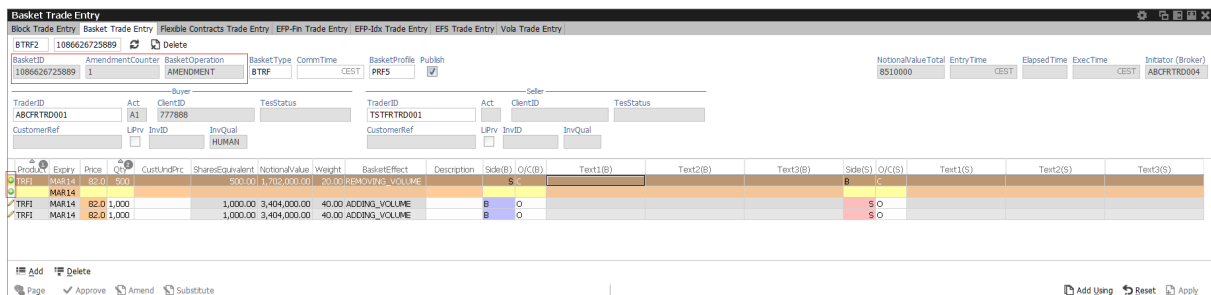 Basket Trade Entry
Block Trade Entry Basket Trade Entry Flexible Contracts Trade Entry EFP-Fin Trade Entry EFP-Idx Trade Entry EFS Trade Entry Vola Trade Entry
BTRF2 1086626725889 Delete
BasketID AmendmentCounter BasketOperation BasketType CommTime BasketProfile Publish NotionalValueTotal EntryTime ElapsedTime ExecTime Initiator (Broker)
1086626725889 1 AMENDMENT BTRF CEST PRF5 8510000 CEST CEST ABCFRTRD004
Buyer Seller
TraderID Act ClientID TesStatus TraderID Act ClientID TesStatus
ABCFRTRD001 A1 777888 TSTFRTRD001
CustomerRef LiPrv InvID InvQual CustomerRef LiPrv InvID InvQual
HUMAN
Product 1 Expiry Price Qty 2 CustUndPrc SharesEquivalent NotionalValue Weight BasketEffect Description Side(B) O/C(B) Text1(B) Text2(B) Text3(B) Side(S) O/C(S) Text1(S) Text2(S) Text3(S)
TRFI MAR14 82.0 500 500.00 1,702,000.00 20.00 REMOVING_VOLUME S C B C
MAR14
TRFI MAR14 82.0 1,000 1,000.00 3,404,000.00 40.00 ADDING_VOLUME B O S O
TRFI MAR14 82.0 1,000 1,000.00 3,404,000.00 40.00 ADDING_VOLUME B O S O
Add Delete
Page Approve Amend Substitute Add Using Reset Apply